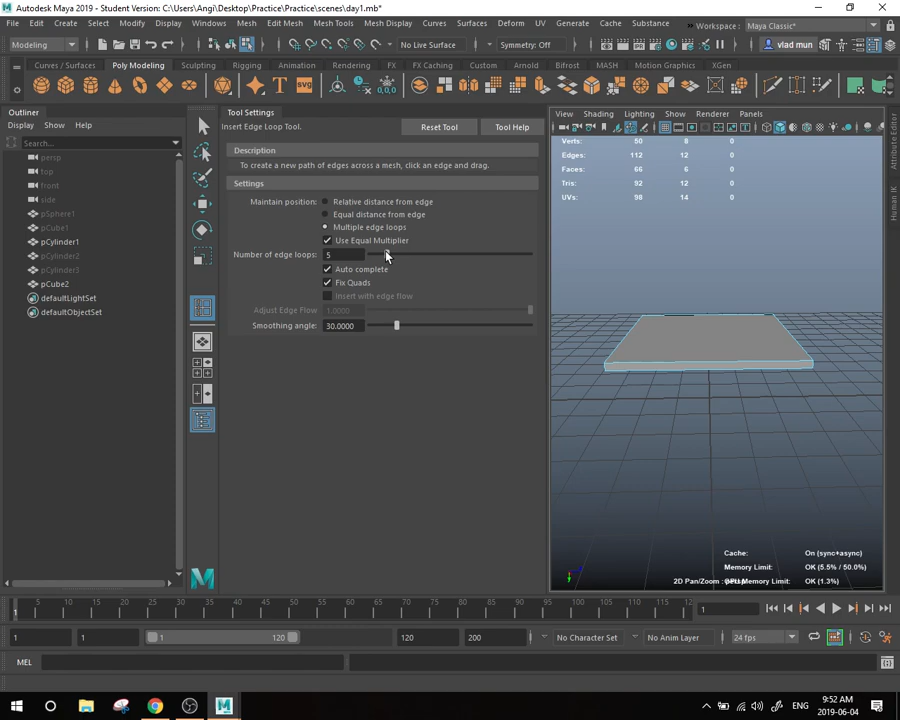 Autodesk Maya 2019 - Student Version: C:\Users\Angi\Desktop\Practice\Practice\scenes\day1.mb*
File Edit Create Select Modify Display Windows Mesh Edit Mesh Mesh Tools Mesh Display Curves Surfaces Deform UV Generate Cache Substance » Workspace : Maya Classic*
Modeling No Live Surface Symmetry: Off vlad mun
Curves / Surfaces Poly Modeling Sculpting Rigging Animation Rendering FX FX Caching Custom Arnold Bifrost MASH Motion Graphics XGen
Outliner
Display Show Help
Search...
persp
top
front
side
pSphere1
pCube1
pCylinder1
pCylinder2
pCylinder3
pCube2
defaultLightSet
defaultObjectSet
Tool Settings
Insert Edge Loop Tool. Reset Tool Tool Help
Description
To create a new path of edges across a mesh, click an edge and drag.
Settings
Maintain position: Relative distance from edge
Equal distance from edge
Multiple edge loops
Use Equal Multiplier
Number of edge loops: 5
Auto complete
Fix Quads
Insert with edge flow
Adjust Edge Flow 1.0000
Smoothing angle: 30.0000
View Shading Lighting Show Renderer Panels
Verts: 50 8 0
Edges: 112 12 0
Faces: 66 6 0
Tris: 92 12 0
UVs: 98 14 0
Cache: On (sync+async)
Memory Limit: OK (5.5% / 50.0%)
2D Pan/Zoom : Memory Limit: OK (1.3%)
Attribute Editor
Human IK
5 10 15 20 25 30 35 40 45 50 55 60 65 70 75 80 85 90 95 100 105 110 115 12
1 1
1 1 1 120 120 200 No Character Set No Anim Layer 24 fps
MEL
ENG 9:52 AM
2019-06-04